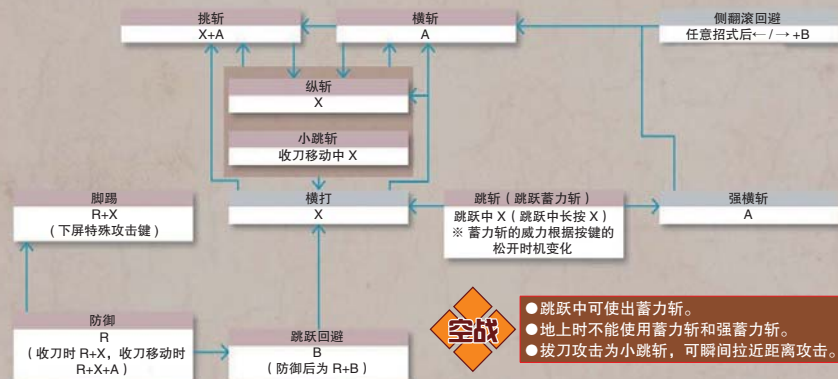 挑斩
X+A
横斩
A
侧翻滚回避
任意招式后←/→+B
纵斩
X
小跳斩
收刀移动中 X
脚踢
R+X
（下屏特殊攻击键）
横打
X
跳斩（跳跃蓄力斩）
跳跃中 X（跳跃中长按 X）
※ 蓄力斩的威力根据按键的
松开时机变化
强横斩
A
防御
R
（收刀时 R+X，收刀移动时
R+X+A）
跳跃回避
B
（防御后为 R+B）
空战
●跳跃中可使出蓄力斩。
●地上时不能使用蓄力斩和强蓄力斩。
●拔刀攻击为小跳斩，可瞬间拉近距离攻击。